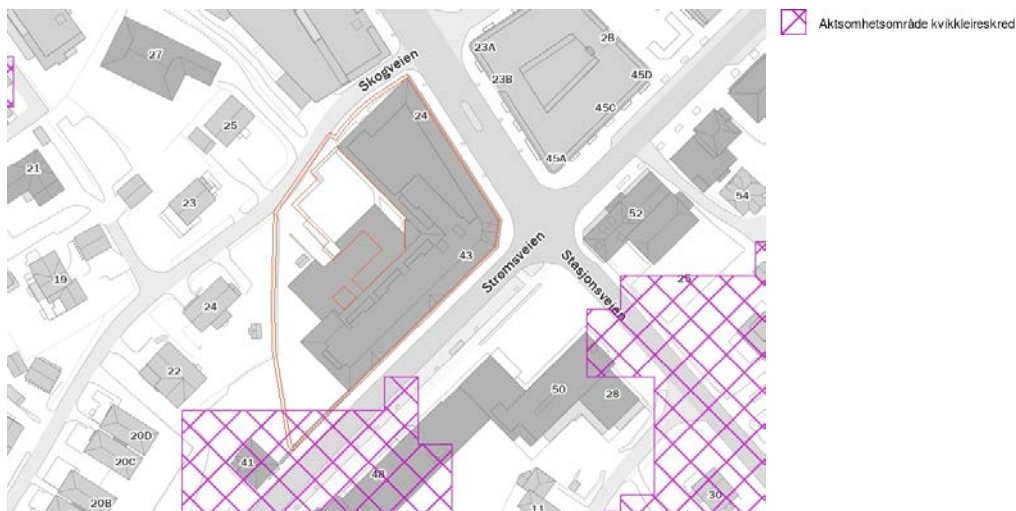 Aktsomhetsområde kvikkleireskred
23A
2B
27
Skogveien
23B
45D
25
24
45C
45A
21
54
23
52
43
Strømsveien
Stasjonsveien
19
25
24
22
50
28
20D
20C
41
48
20B
11
30